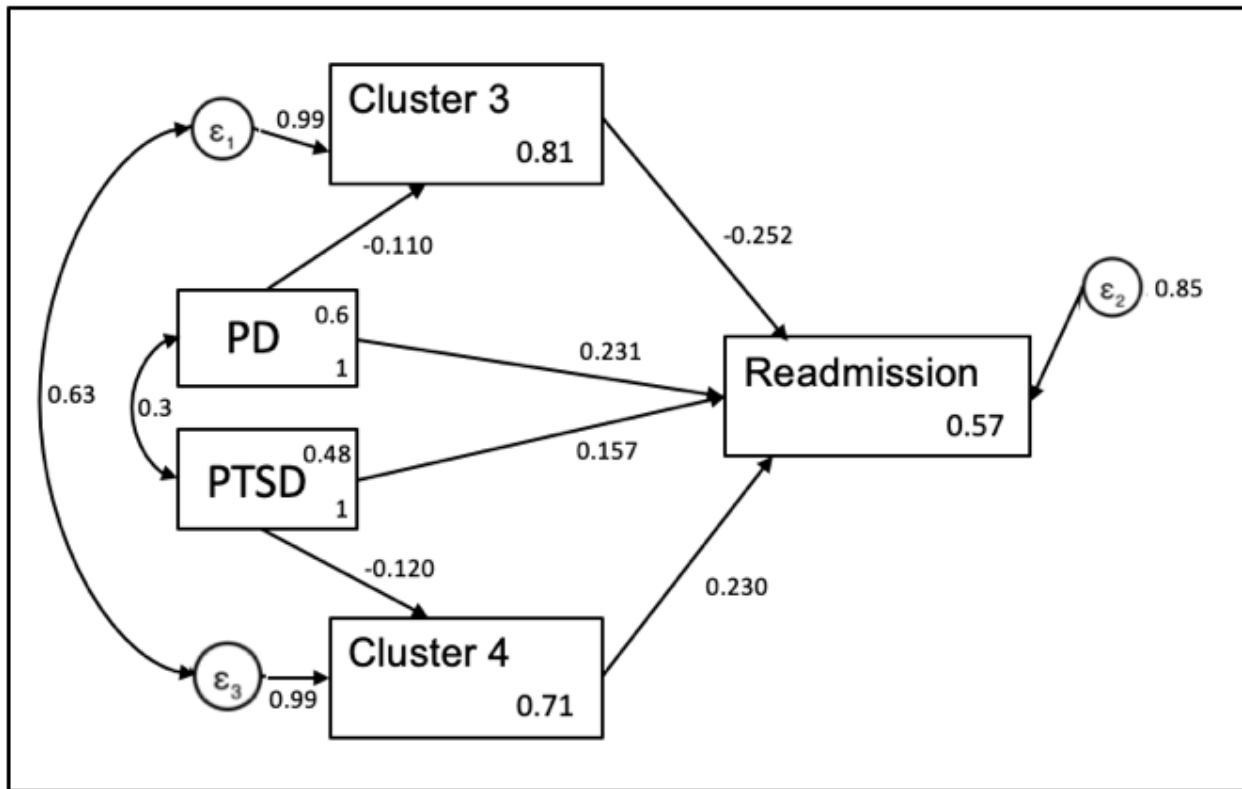 Cluster 3
0.81
ε1
0.99
-0.110
-0.252
PD
0.6
1
0.231
ε2
0.85
Readmission
0.57
0.63
0.3
PTSD
0.48
1
0.157
-0.120
0.230
Cluster 4
0.71
ε3
0.99